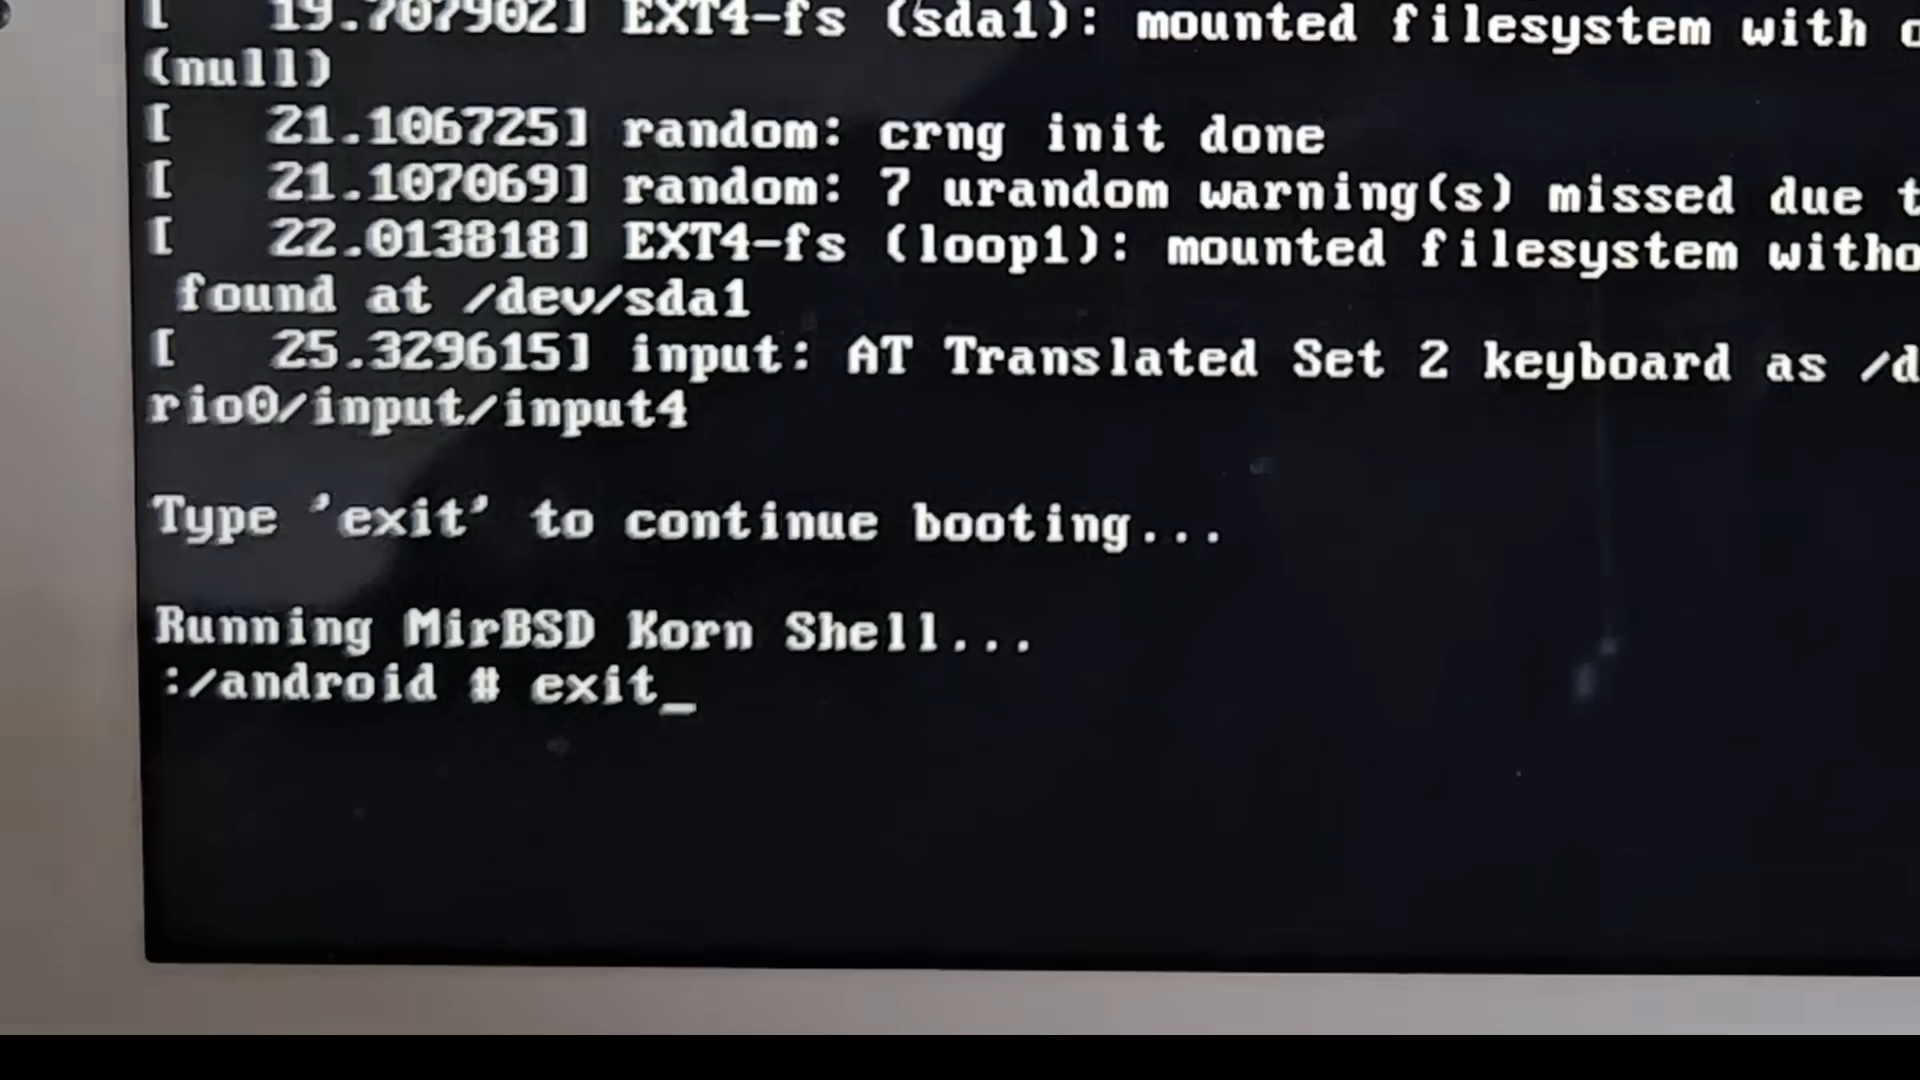 [   19.707902] EXT4-fs (sda1): mounted filesystem with
(null)
[   21.106725] random: crng init done
[   21.107069] random: 7 urandom warning(s) missed due
[   22.013818] EXT4-fs (loop1): mounted filesystem
found at /dev/sda1
[   25.329615] input: AT Translated Set 2 keyboard as
rio0/input/input4
Type 'exit' to continue booting...
Running MirBSD Korn Shell...
:/android # exit_